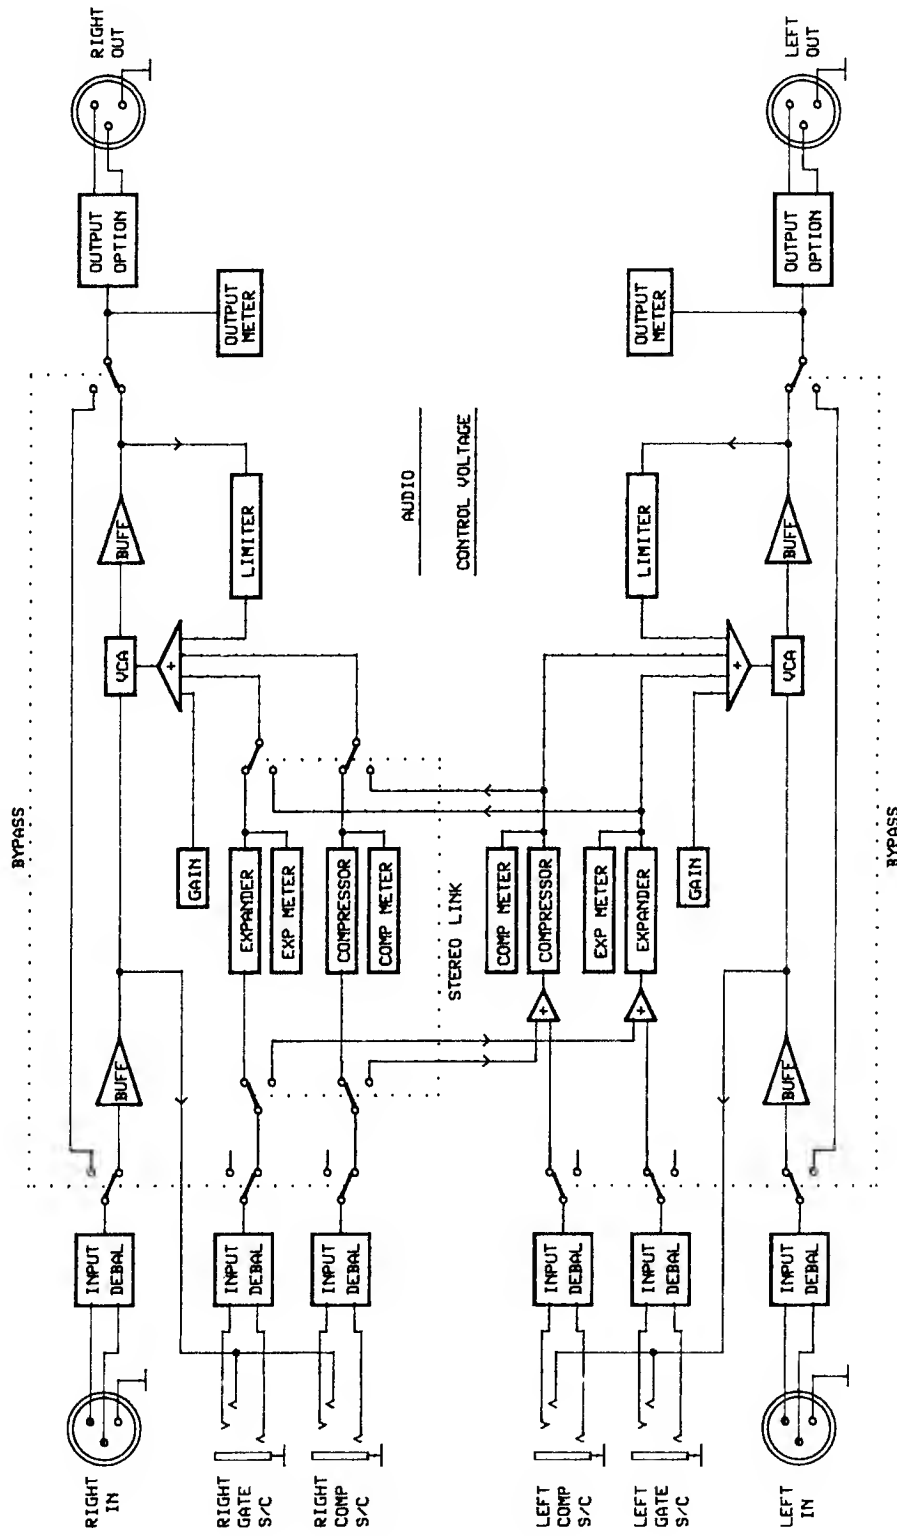 RIGHT
OUT
LEFT
OUT
OUTPUT
OPTION
OUTPUT
OPTION
OUTPUT
METER
OUTPUT
METER
BYPASS
BUFF
LIMITER
AUDIO
CONTROL VOLTAGE
LIMITER
BUFF
VCA
+
+
VCA
BYPASS
GAIN
EXPANDER
EXP METER
COMPRESSOR
COMP METER
STEREO LINK
COMP METER
COMPRESSOR
EXP METER
EXPANDER
GAIN
BUFF
+
+
BUFF
INPUT
DEBAL
INPUT
DEBAL
INPUT
DEBAL
INPUT
DEBAL
INPUT
DEBAL
INPUT
DEBAL
RIGHT
IN
RIGHT
GATE
S/C
RIGHT
COMP
S/C
LEFT
COMP
S/C
LEFT
GATE
S/C
LEFT
IN